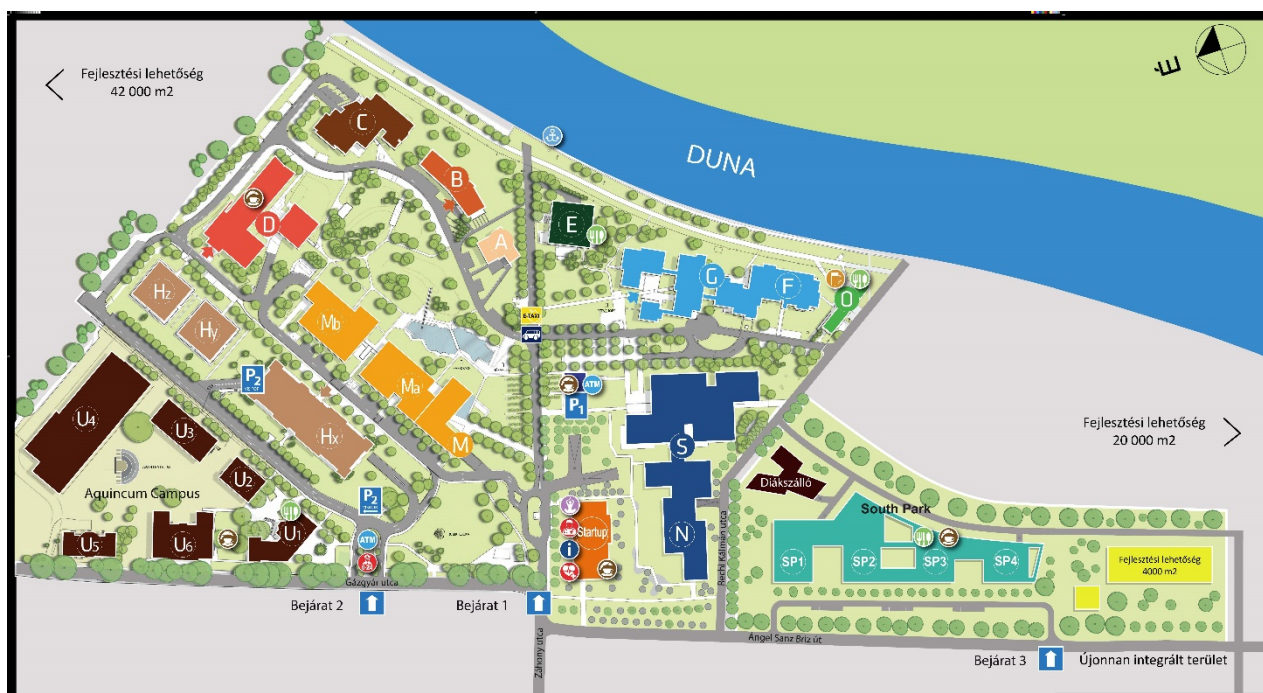 Fejlesztési lehetőség
42 000 m2
É
DUNA
C
B
D
A
E
G
F
O
Hz
Hy
Mb
E-TAXI
Ma
P2
ATM
P1
Hx
M
S
U4
U3
U2
Aquincum Campus
U1
U5
U6
P2
ATM
Gázgyár utca
Startup
i
N
Fejlesztési lehetőség
20 000 m2
Diákszálló
South Park
SP1
SP2
SP3
SP4
Fejlesztési lehetőség
4000 m2
Rechl Kálmán utca
Bejárat 2
Bejárat 1
Záhony utca
Ángel Sanz Briz út
Bejárat 3
Újonnan integrált terület